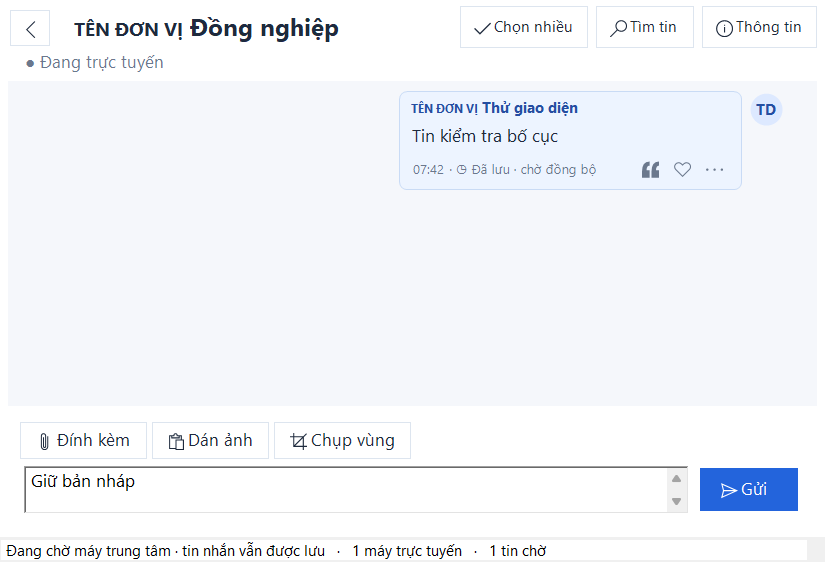 TÊN ĐƠN VỊ Đồng nghiệp
Chọn nhiều
Tìm tin
Thông tin
● Đang trực tuyến
TÊN ĐƠN VỊ Thử giao diện
TD
Tin kiểm tra bố cục
07:42 · Đã lưu · chờ đồng bộ
Đính kèm
Dán ảnh
Chụp vùng
Giữ bản nháp
Gửi
Đang chờ máy trung tâm · tin nhắn vẫn được lưu · 1 máy trực tuyến · 1 tin chờ